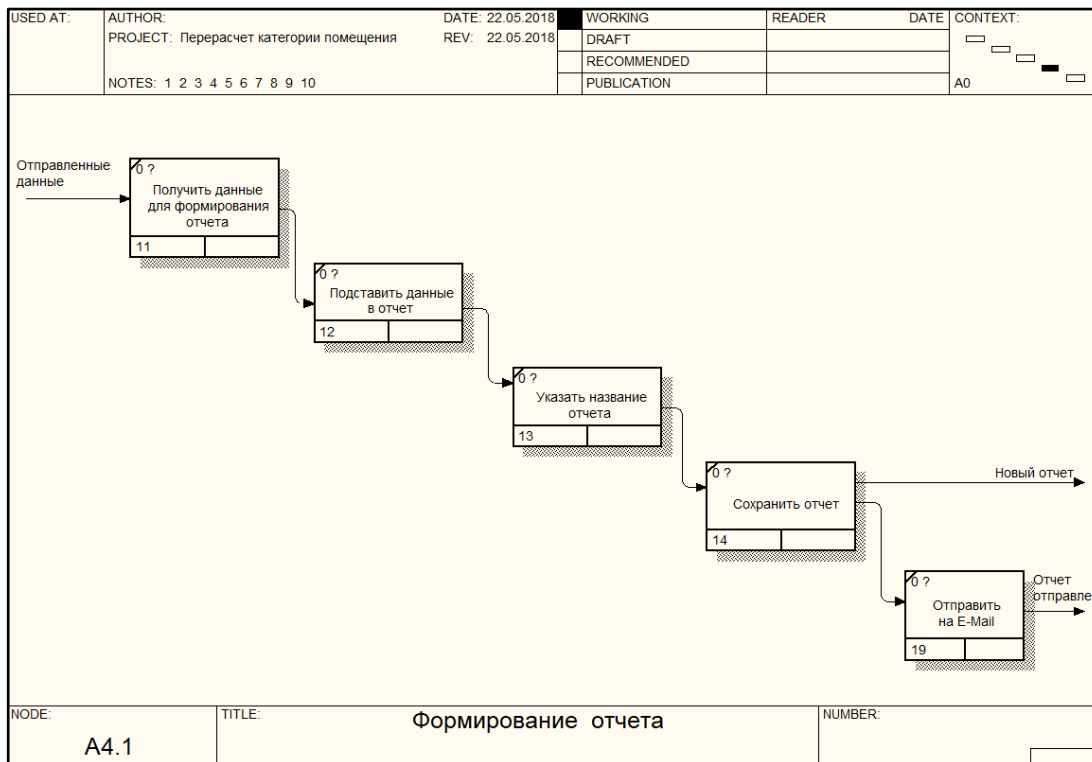 USED AT:
AUTHOR:
DATE: 22.05.2018
WORKING
READER
DATE
CONTEXT:
PROJECT: Перерасчет категории помещения
REV: 22.05.2018
DRAFT
RECOMMENDED
NOTES: 1 2 3 4 5 6 7 8 9 10
PUBLICATION
A0
Отправленные
данные
0 ?
Получить данные
для формирования
отчета
11
0 ?
Подставить данные
в отчет
12
0 ?
Указать название
отчета
13
0 ?
Сохранить отчет
14
Новый отчет
0 ?
Отправить
на E-Mail
19
Отчет
отправле
NODE:
A4.1
TITLE:
Формирование отчета
NUMBER: